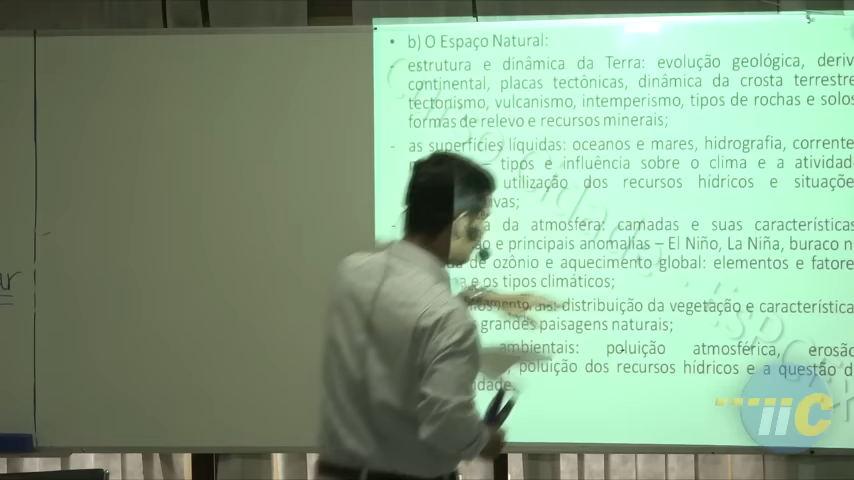 • b) O Espaço Natural:
- estrutura e dinâmica da Terra: evolução geológica, deriv
continental, placas tectônicas, dinâmica da crosta terrestre
tectonismo, vulcanismo, intemperismo, tipos de rochas e solos
formas de relevo e recursos minerais;
- as superfícies líquidas: oceanos e mares, hidrografia, corrente
tipos e influência sobre o clima e a atividad
utilização dos recursos hídricos e situaçõe
vas;
da atmosfera: camadas e suas características
ão e principais anomalias – El Niño, La Niña, buraco n
de ozônio e aquecimento global: elementos e fatore
a e os tipos climáticos;
distribuição da vegetação e característica
grandes paisagens naturais;
ambientais: poluição atmosférica, erosão
, poluição dos recursos hídricos e a questão d
idade.
iiC